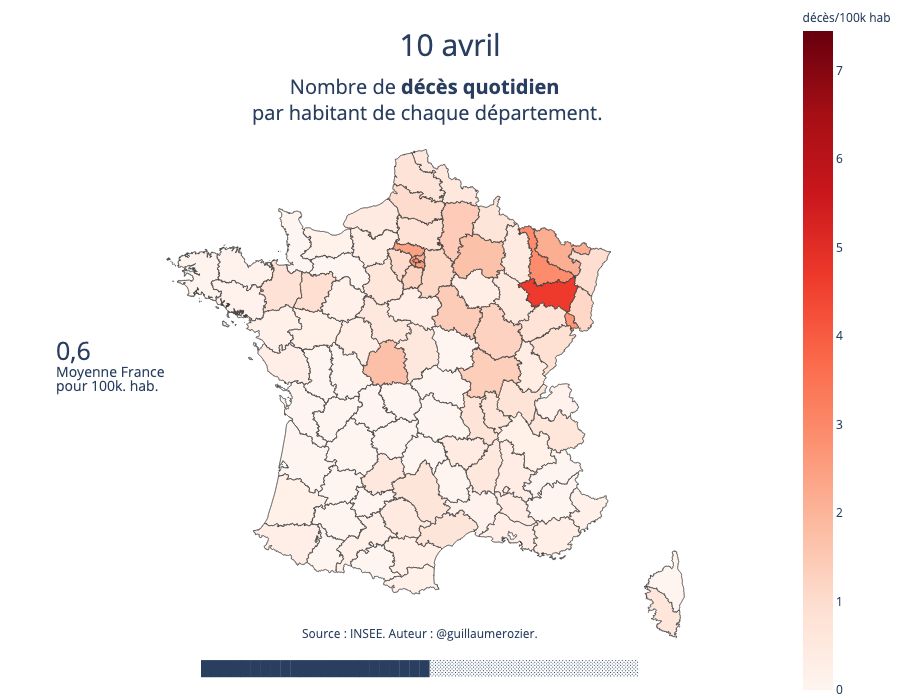 décès/100k hab
10 avril
Nombre de décès quotidien
par habitant de chaque département.
7
6
5
4
3
2
1
0
0,6
Moyenne France
pour 100k. hab.
Source : INSEE. Auteur : @guillaumerozier.